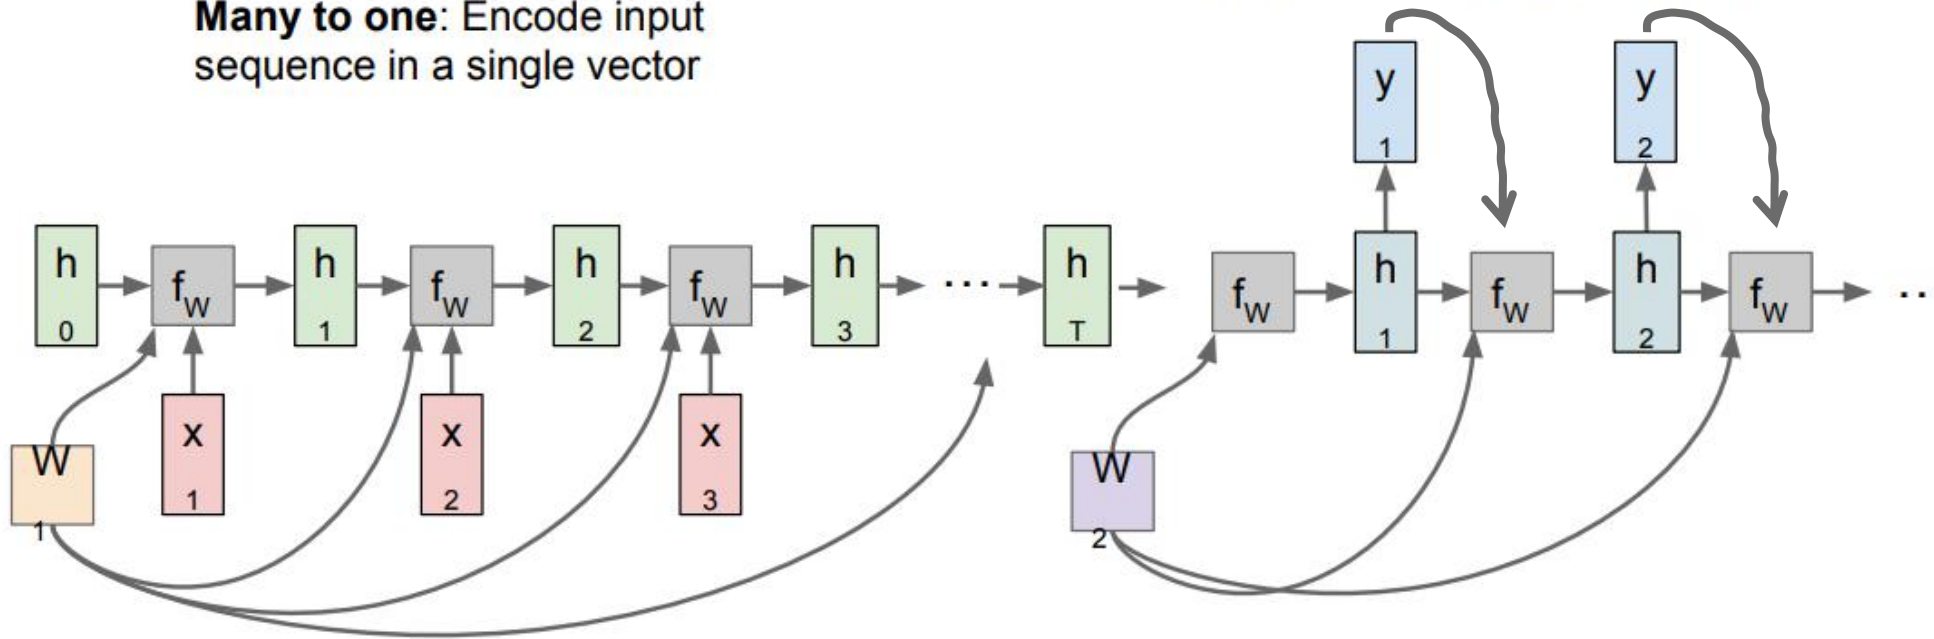 Many to one: Encode input
sequence in a single vector
y
1
y
2
h
0
f W
h
1
f W
h
2
f W
h
3
...
h
T
f W
h
1
f W
h
2
f W
..
x
1
x
2
x
3
W
1
W
2